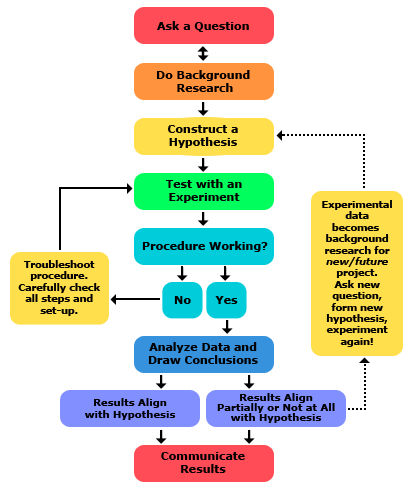 Ask a Question
Do Background
Research
Construct a
Hypothesis
Test with an
Experiment
Procedure Working?
No
Yes
Troubleshoot
procedure.
Carefully check
all steps and
set-up.
Analyze Data and
Draw Conclusions
Results Align
with Hypothesis
Results Align
Partially or Not at All
with Hypothesis
Experimental
data
becomes
background
research for
new/future
project.
Ask new
question,
form new
hypothesis,
experiment
again!
Communicate
Results